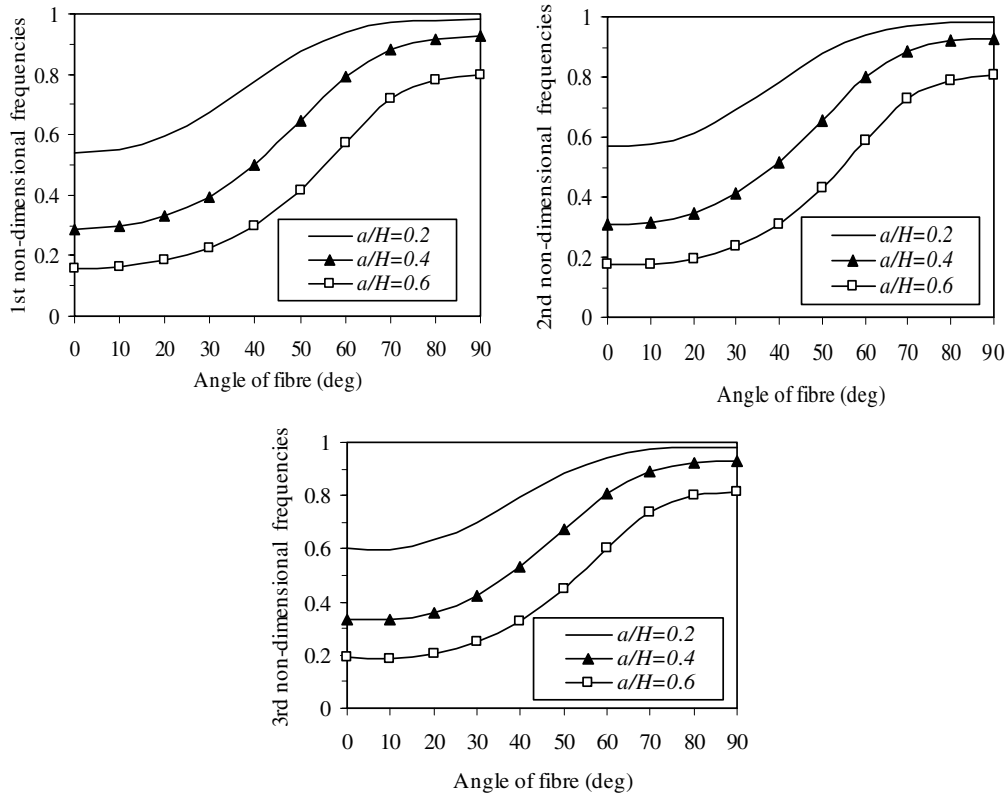 1st non-dimensional frequencies
1
0.8
0.6
0.4
0.2
0
a/H=0.2
a/H=0.4
a/H=0.6
0 10 20 30 40 50 60 70 80 90
Angle of fibre (deg)
2nd non-dimensional frequencies
1
0.8
0.6
0.4
0.2
0
a/H=0.2
a/H=0.4
a/H=0.6
0 10 20 30 40 50 60 70 80 90
Angle of fibre (deg)
3rd non-dimensional frequencies
1
0.8
0.6
0.4
0.2
0
a/H=0.2
a/H=0.4
a/H=0.6
0 10 20 30 40 50 60 70 80 90
Angle of fibre (deg)